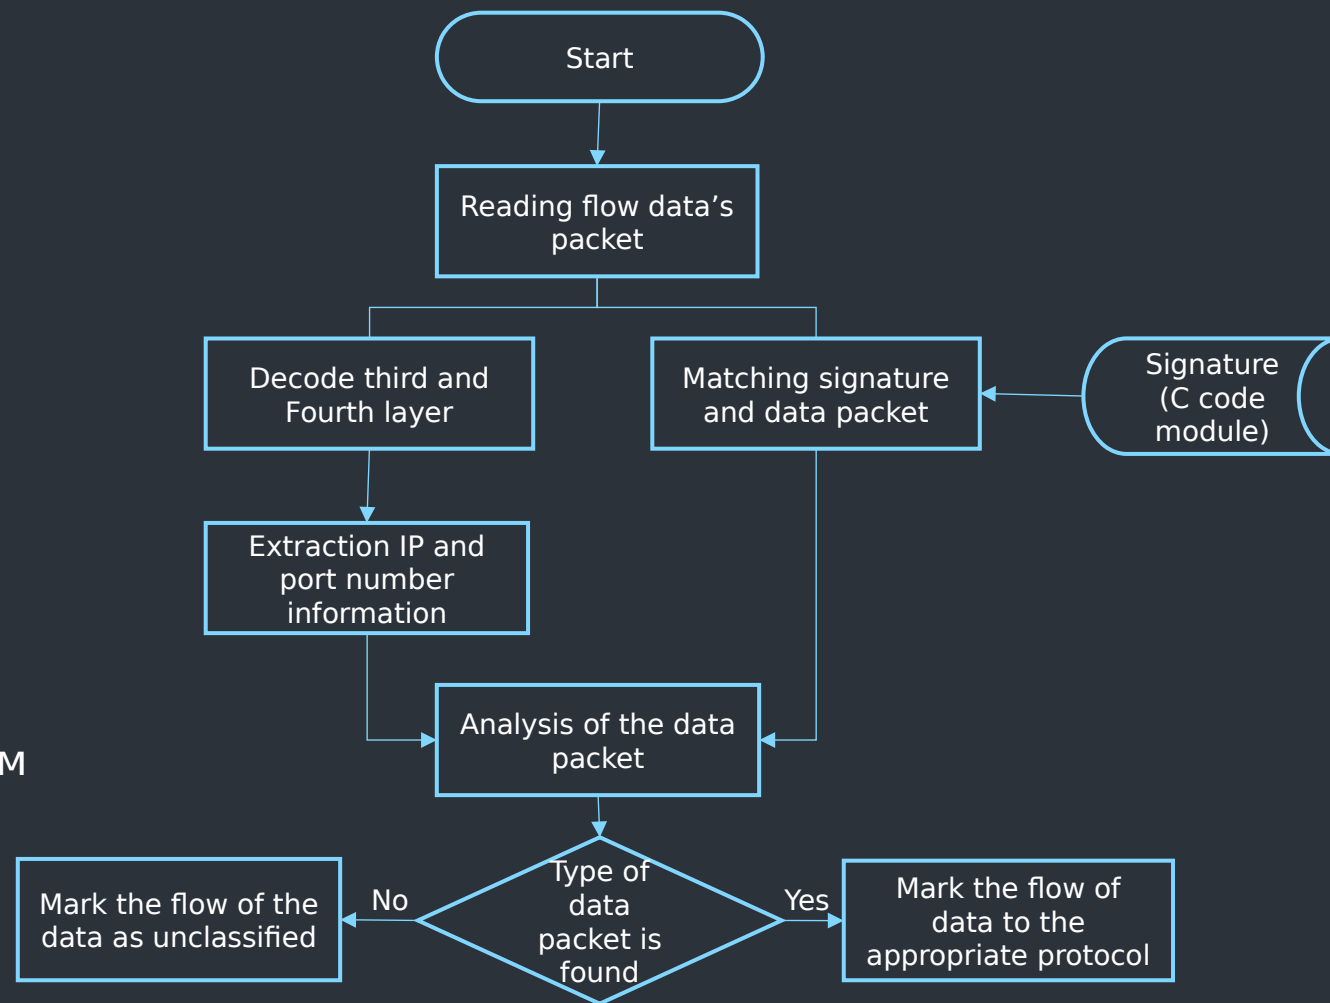 Start
Reading flow data’s
packet
Decode third and
Fourth layer
Matching signature
and data packet
Signature
(C code
module)
Extraction IP and
port number
information
Analysis of the data
packet
M
Type of
data
packet is
found
No
Yes
Mark the flow of the
data as unclassified
Mark the flow of
data to the
appropriate protocol